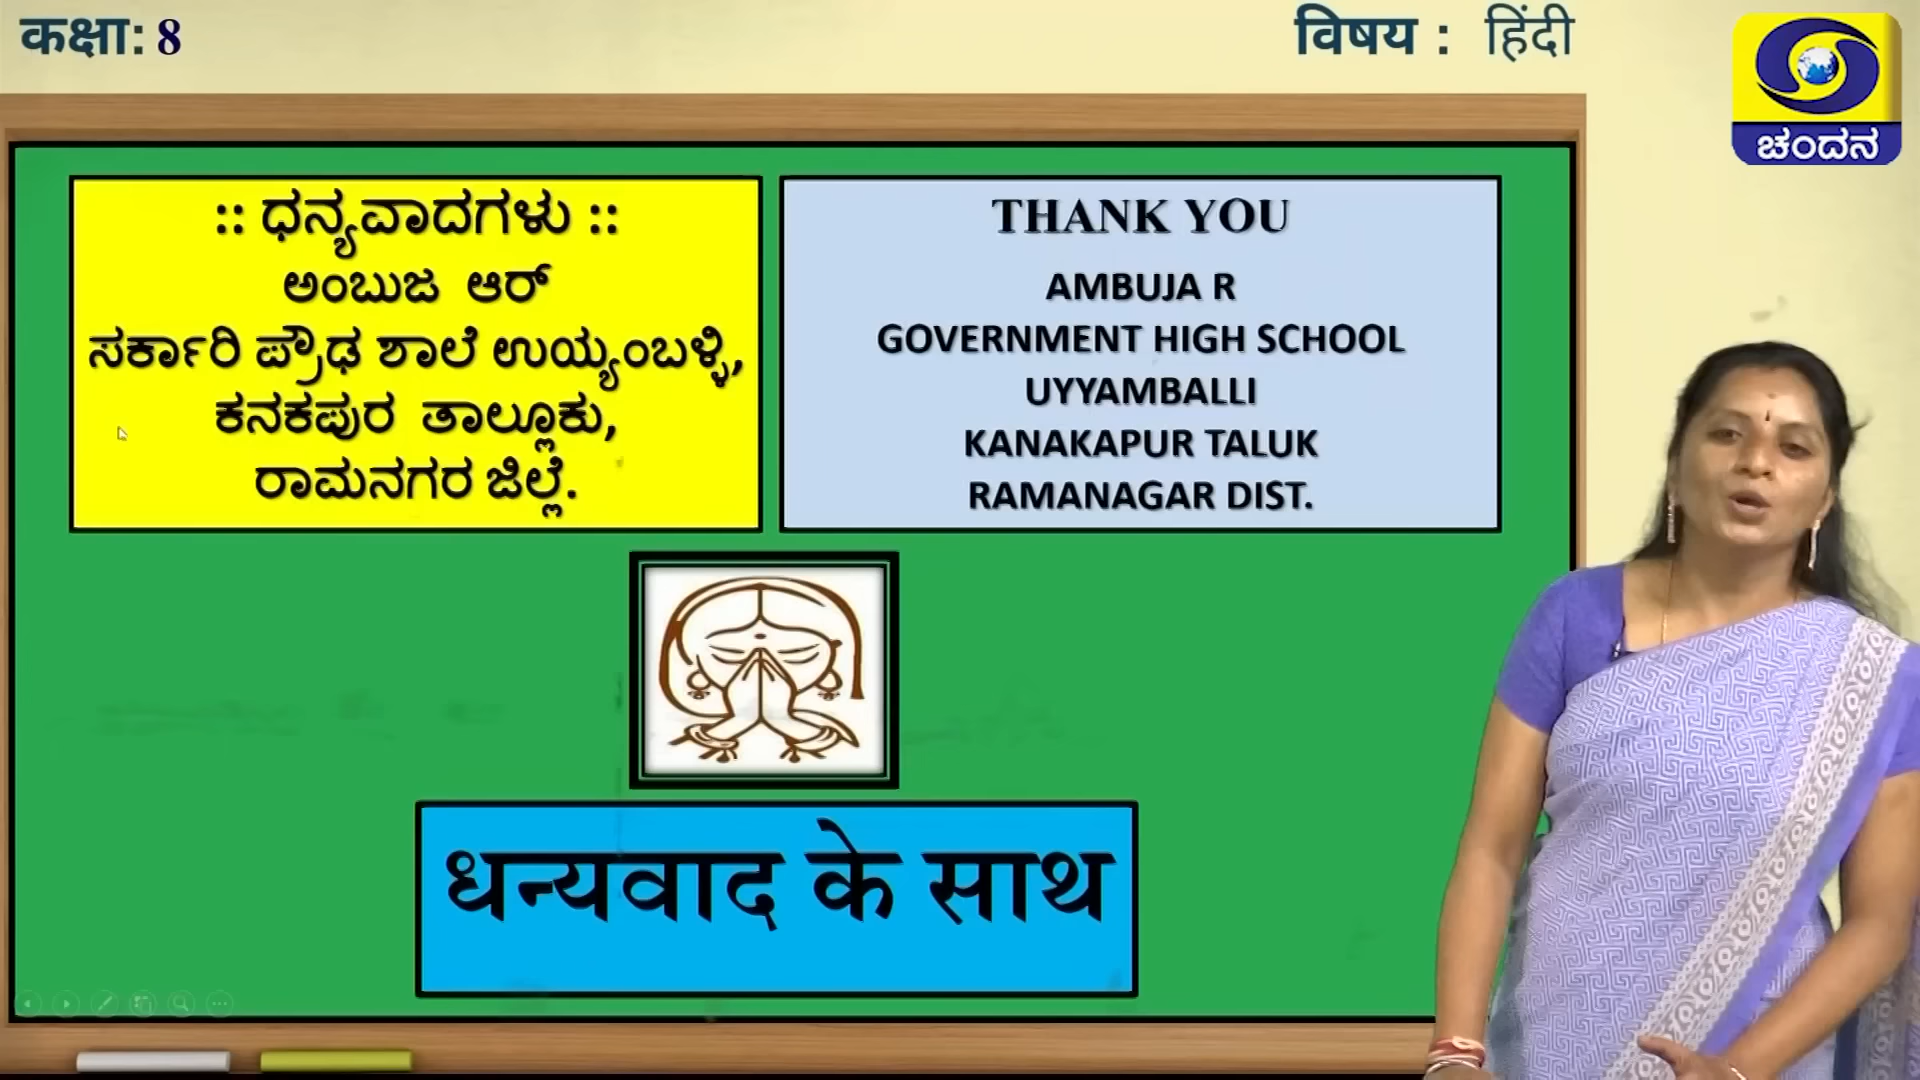 कक्षा: 8
विषय : हिंदी
ಚಂದನ
:: ಧನ್ಯವಾದಗಳು ::
ಅಂಬುಜ ಆರ್
ಸರ್ಕಾರಿ ಪ್ರೌಢ ಶಾಲೆ ಉಯ್ಯಂಬಳ್ಳಿ,
ಕನಕಪುರ ತಾಲ್ಲೂಕು,
ರಾಮನಗರ ಜಿಲ್ಲೆ.
THANK YOU
AMBUJA R
GOVERNMENT HIGH SCHOOL
UYYAMBALLI
KANAKAPUR TALUK
RAMANAGAR DIST.
धन्यवाद के साथ